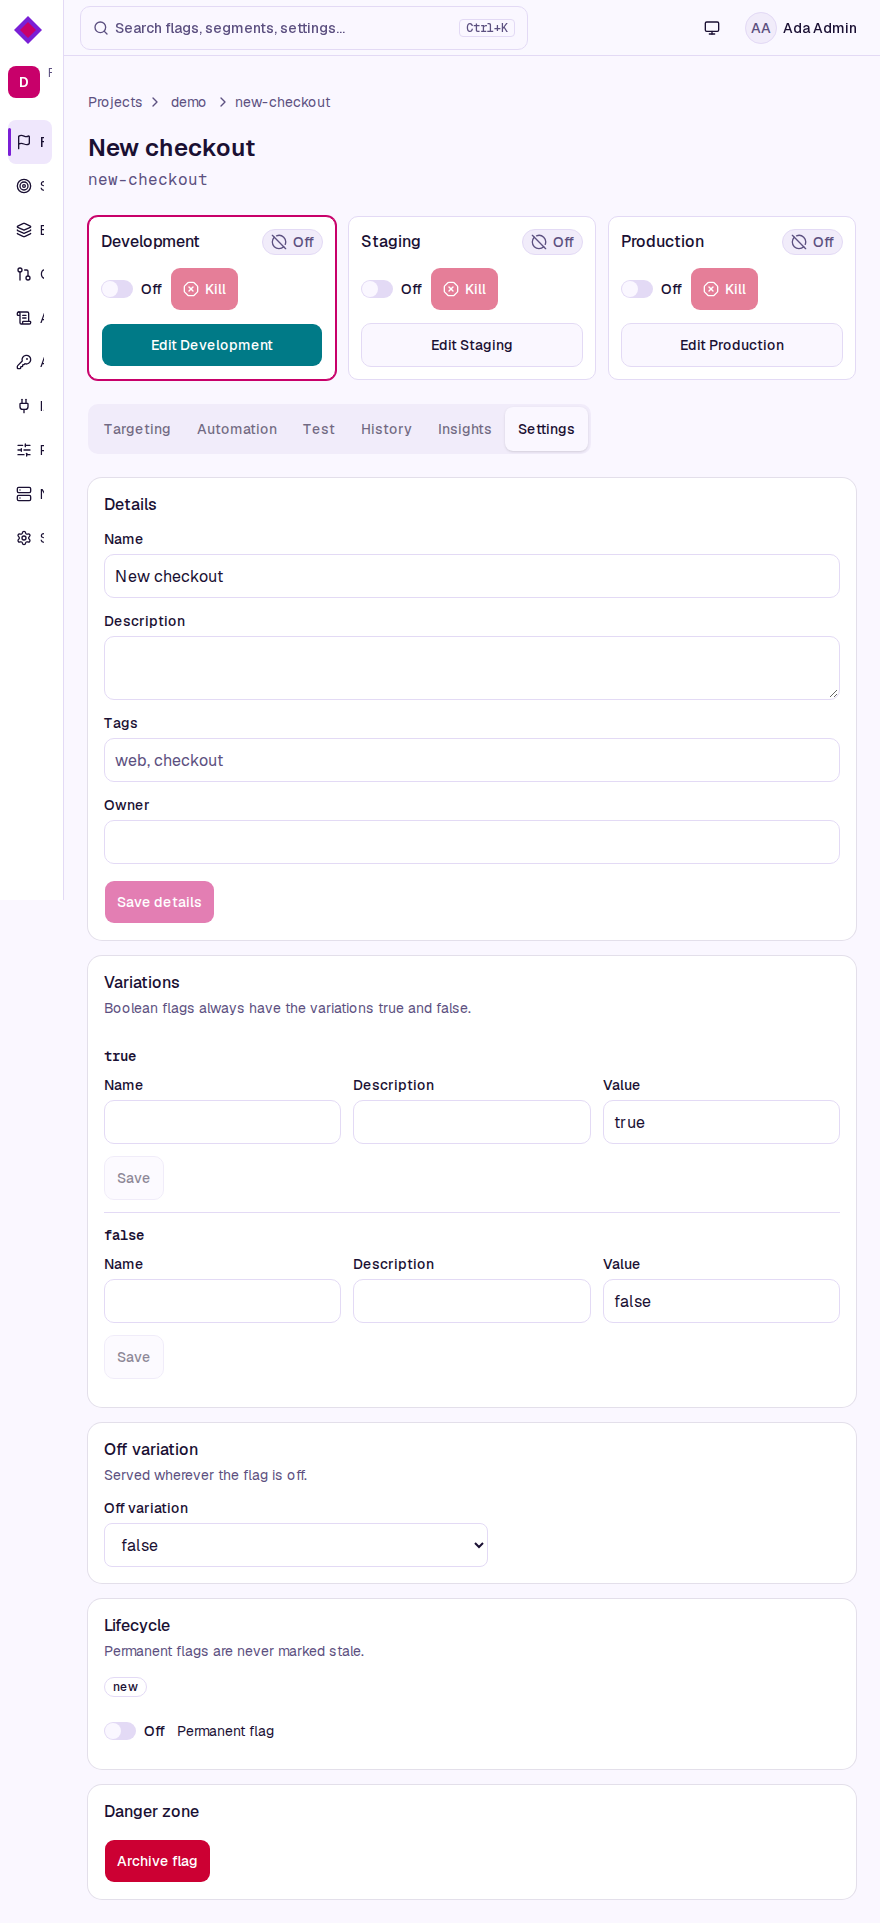 Search flags, segments, settings... Ctrl+K
AA Ada Admin
D
Projects > demo > new-checkout
New checkout
new-checkout
Development Off
Off Kill
Edit Development
Staging Off
Off Kill
Edit Staging
Production Off
Off Kill
Edit Production
Targeting Automation Test History Insights Settings
Details
Name
New checkout
Description
Tags
web, checkout
Owner
Save details
Variations
Boolean flags always have the variations true and false.
true
Name Description Value
true
Save
false
Name Description Value
false
Save
Off variation
Served wherever the flag is off.
Off variation
false
Lifecycle
Permanent flags are never marked stale.
new
Off Permanent flag
Danger zone
Archive flag